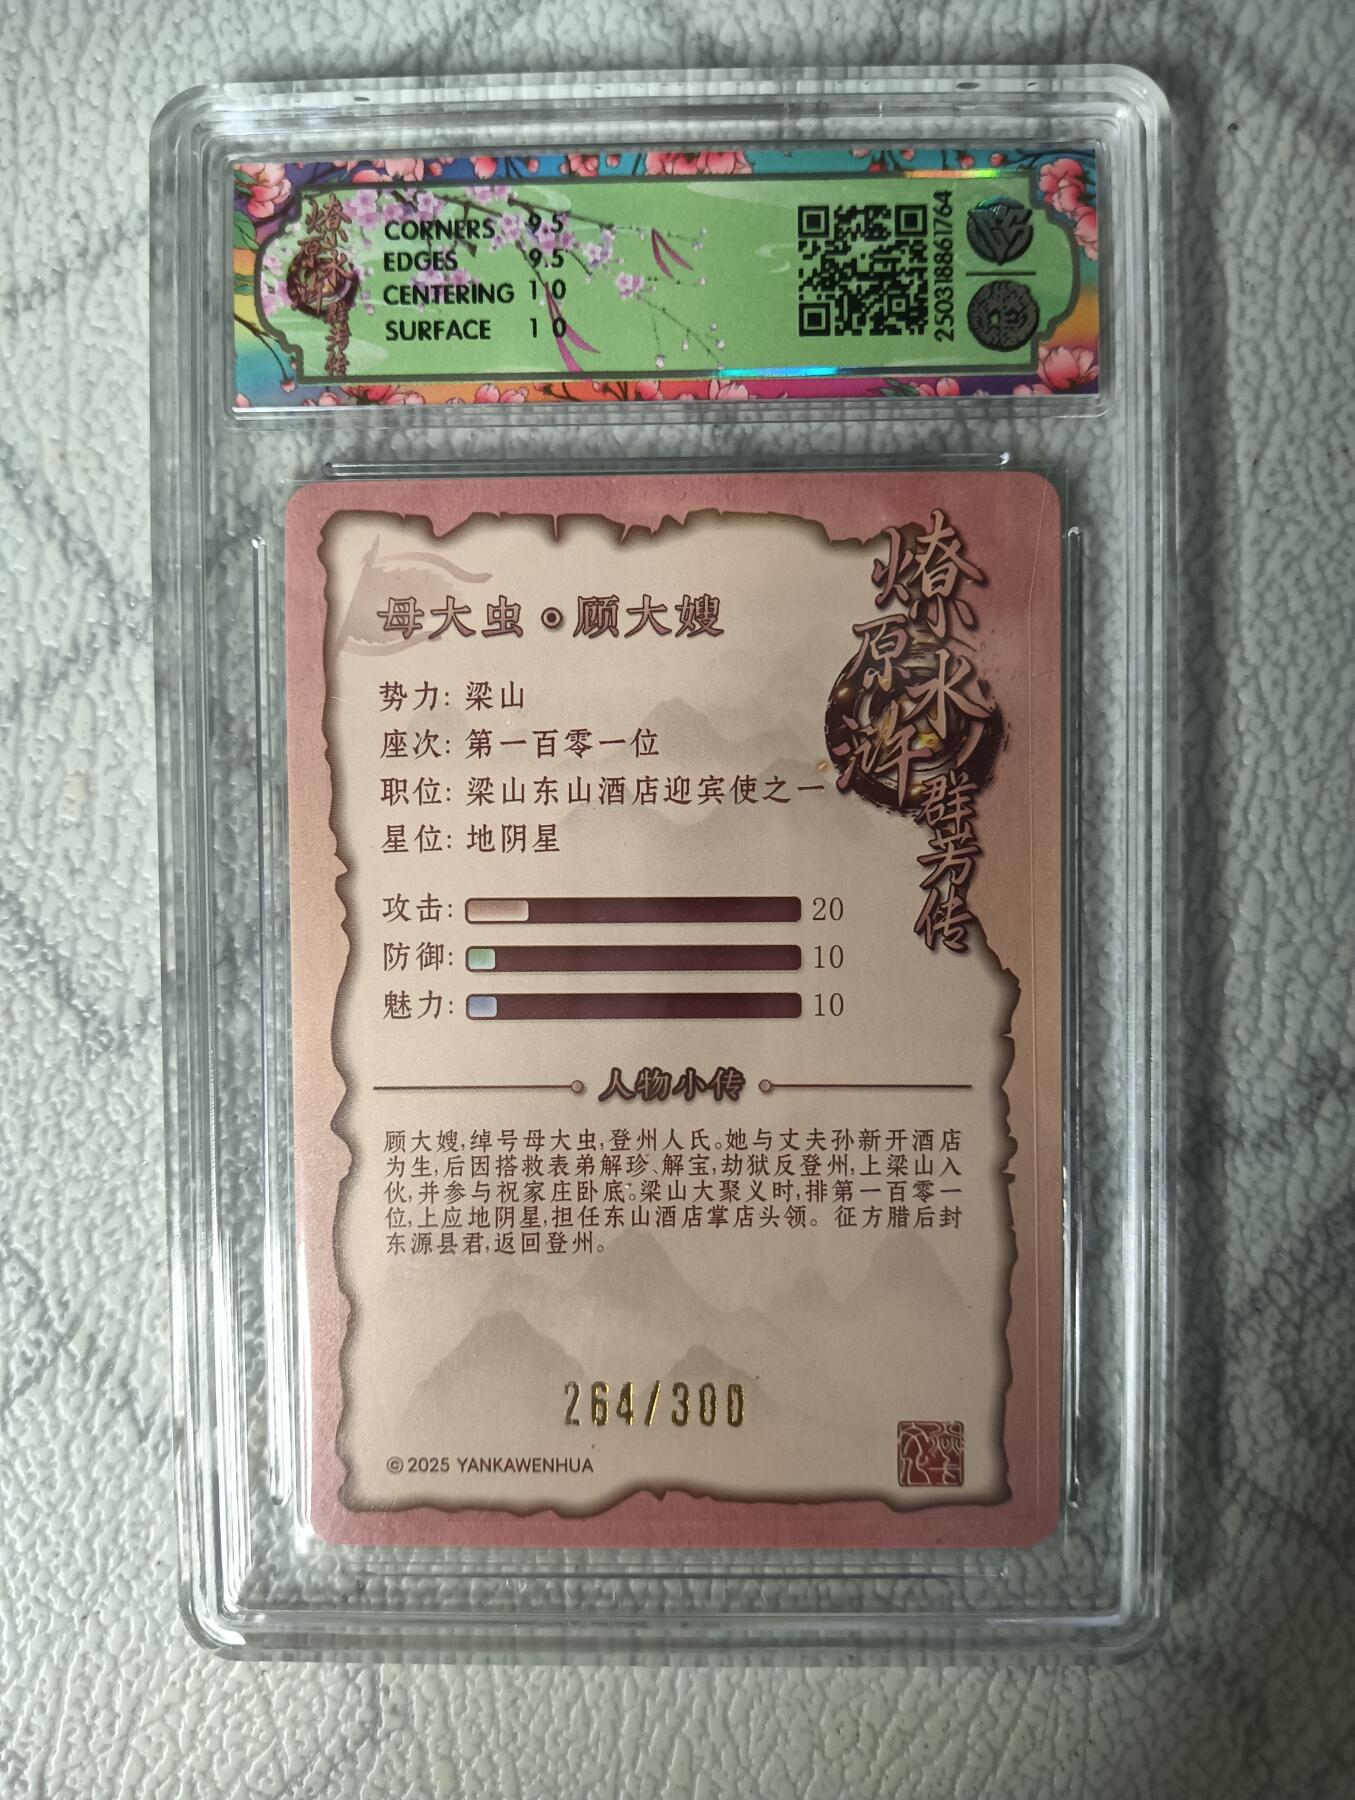 燎原水浒群芳传
CORNERS 9.5
EDGES 9.5
CENTERING 10
SURFACE 10
2503188617​64
燎原水浒
群芳传
母大虫·顾大嫂
势力：梁山
座次：第一百零一位
职位：梁山东山酒店迎宾使之一
星位：地阴星
攻击： 20
防御： 10
魅力： 10
人物小传
顾大嫂，绰号母大虫，登州人氏。她与丈夫孙新开酒店
为生，后因搭救表弟解珍、解宝，劫狱反登州，上梁山入
伙，并参与祝家庄卧底。梁山大聚义时，排第一百零一
位，上应地阴星，担任东山酒店掌店头领。征方腊后封
东源县君，返回登州。
264/300
©2025 YANKAWENHUA